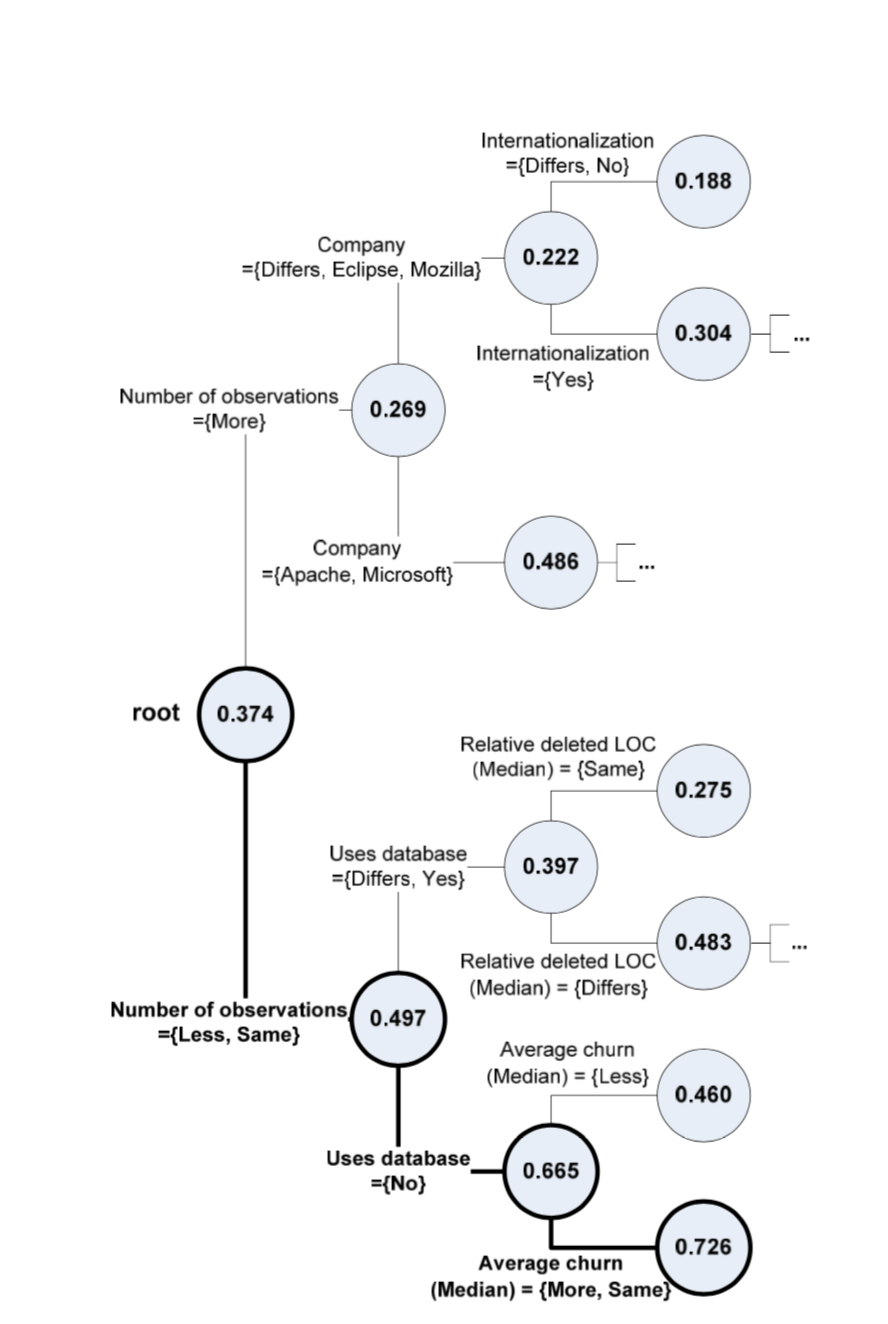 Internationalization
={Differs, No}
0.188
Company
={Differs, Eclipse, Mozilla}
0.222
0.304
...
Internationalization
={Yes}
Number of observations
={More}
0.269
Company
={Apache, Microsoft}
0.486
...
root
0.374
Relative deleted LOC
(Median) = {Same}
0.275
Uses database
={Differs, Yes}
0.397
0.483
...
Relative deleted LOC
(Median) = {Differs}
Number of observations
={Less, Same}
0.497
Average churn
(Median) = {Less}
0.460
Uses database
={No}
0.665
0.726
Average churn
(Median) = {More, Same}